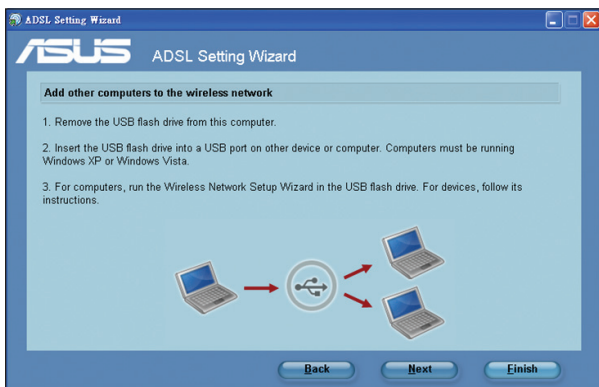 ADSL Setting Wizard
ASUS ADSL Setting Wizard
Add other computers to the wireless network
1. Remove the USB flash drive from this computer.
2. Insert the USB flash drive into a USB port on other device or computer. Computers must be running
Windows XP or Windows Vista.
3. For computers, run the Wireless Network Setup Wizard in the USB flash drive. For devices, follow its
instructions.
Back Next Finish